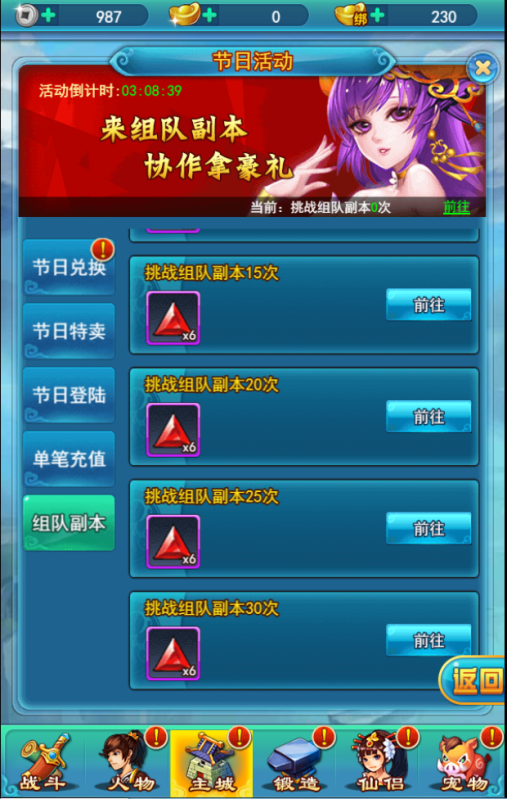 987
0
绑
230
节日活动
活动倒计时:03:08:39
来组队副本
协作拿豪礼
当前：挑战组队副本0次
前往
节日兑换
节日特卖
节日登陆
单笔充值
组队副本
挑战组队副本15次
x6
前往
挑战组队副本20次
x6
前往
挑战组队副本25次
x6
前往
挑战组队副本30次
x6
前往
返回
战斗
人物
主城
锻造
仙侣
宠物